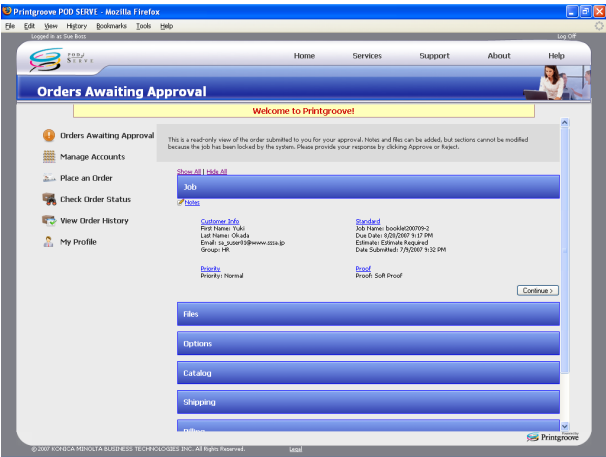 Printgroove POD SERVE - Mozilla Firefox
File Edit View History Bookmarks Tools Help
Logged in as Sue Boss Log Off
POD/ SERVE
Home Services Support About Help
Orders Awaiting Approval
Welcome to Printgroove!
Orders Awaiting Approval
Manage Accounts
Place an Order
Check Order Status
View Order History
My Profile
This is a read-only view of the order submitted to you for your approval. Notes and files can be added, but sections cannot be modified
because the job has been locked by the system. Please provide your response by clicking Approve or Reject.
Show All | Hide All
Job
Notes
Customer Info
First Name: Yuki
Last Name: Okada
Email: sa_suser03@www.sssa.jp
Group: HR
Standard
Job Name: booklet200709-2
Due Date: 8/20/2007 9:17 PM
Estimate: Estimate Required
Date Submitted: 7/9/2007 9:32 PM
Priority
Priority: Normal
Proof
Proof: Soft Proof
Continue >
Files
Options
Catalog
Shipping
Billing
Powered by
Printgroove
© 2007 KONICA MINOLTA BUSINESS TECHNOLOGIES INC. All Rights Reserved. Legal